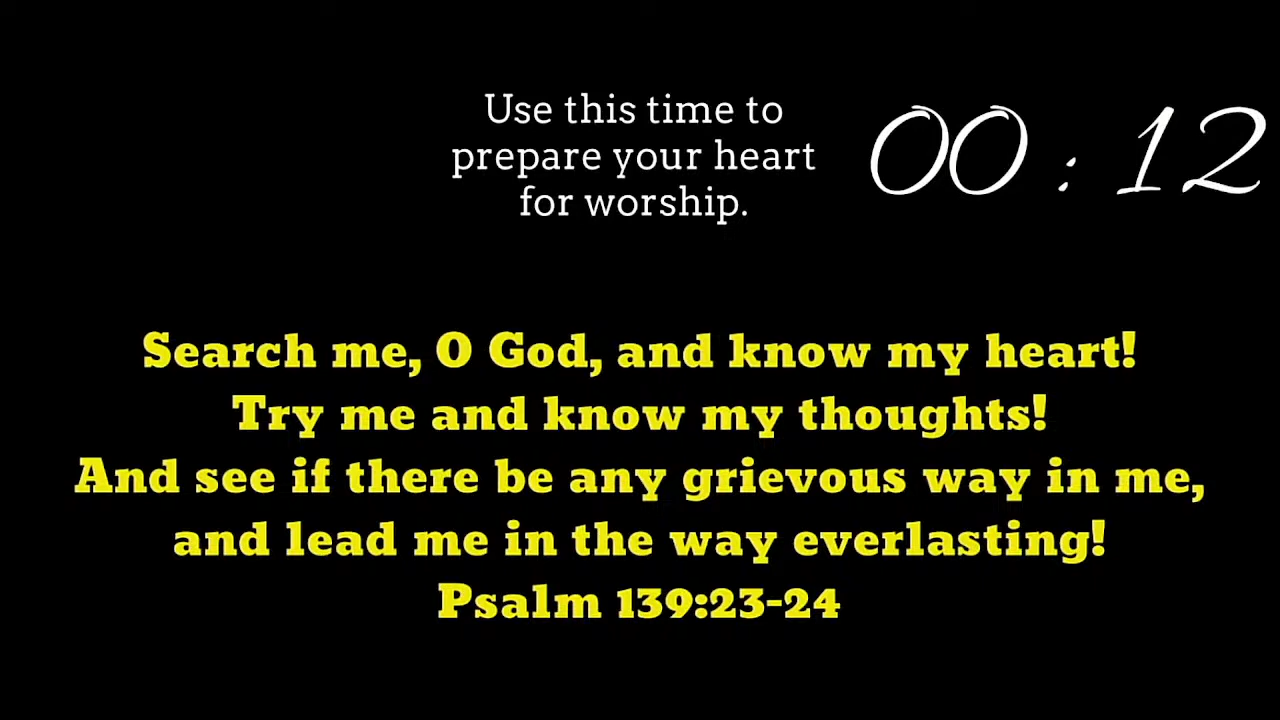 Use this time to
prepare your heart
for worship.
00 : 12
Search me, O God, and know my heart!
Try me and know my thoughts!
And see if there be any grievous way in me,
and lead me in the way everlasting!
Psalm 139:23-24